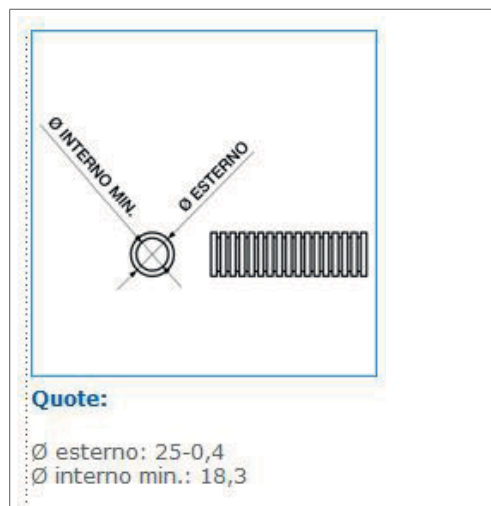 Ø INTERNO MIN.
Ø ESTERNO
Quote:
Ø esterno: 25-0,4
Ø interno min.: 18,3